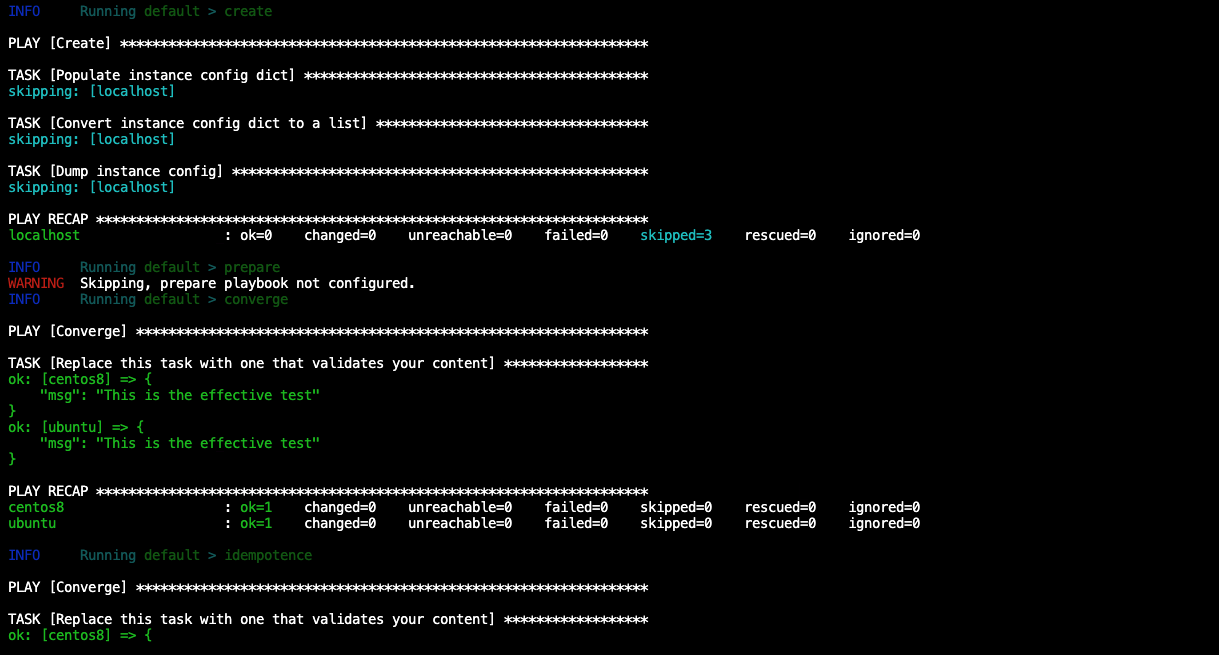 INFO     Running default > create

PLAY [Create] ******************************************************************

TASK [Populate instance config dict] *******************************************
skipping: [localhost]

TASK [Convert instance config dict to a list] **********************************
skipping: [localhost]

TASK [Dump instance config] ****************************************************
skipping: [localhost]

PLAY RECAP *********************************************************************
localhost                  : ok=0    changed=0    unreachable=0    failed=0    skipped=3    rescued=0    ignored=0

INFO     Running default > prepare
WARNING  Skipping, prepare playbook not configured.
INFO     Running default > converge

PLAY [Converge] ****************************************************************

TASK [Replace this task with one that validates your content] ******************
ok: [centos8] => {
    "msg": "This is the effective test"
}
ok: [ubuntu] => {
    "msg": "This is the effective test"
}

PLAY RECAP *********************************************************************
centos8                    : ok=1    changed=0    unreachable=0    failed=0    skipped=0    rescued=0    ignored=0
ubuntu                     : ok=1    changed=0    unreachable=0    failed=0    skipped=0    rescued=0    ignored=0

INFO     Running default > idempotence

PLAY [Converge] ****************************************************************

TASK [Replace this task with one that validates your content] ******************
ok: [centos8] => {